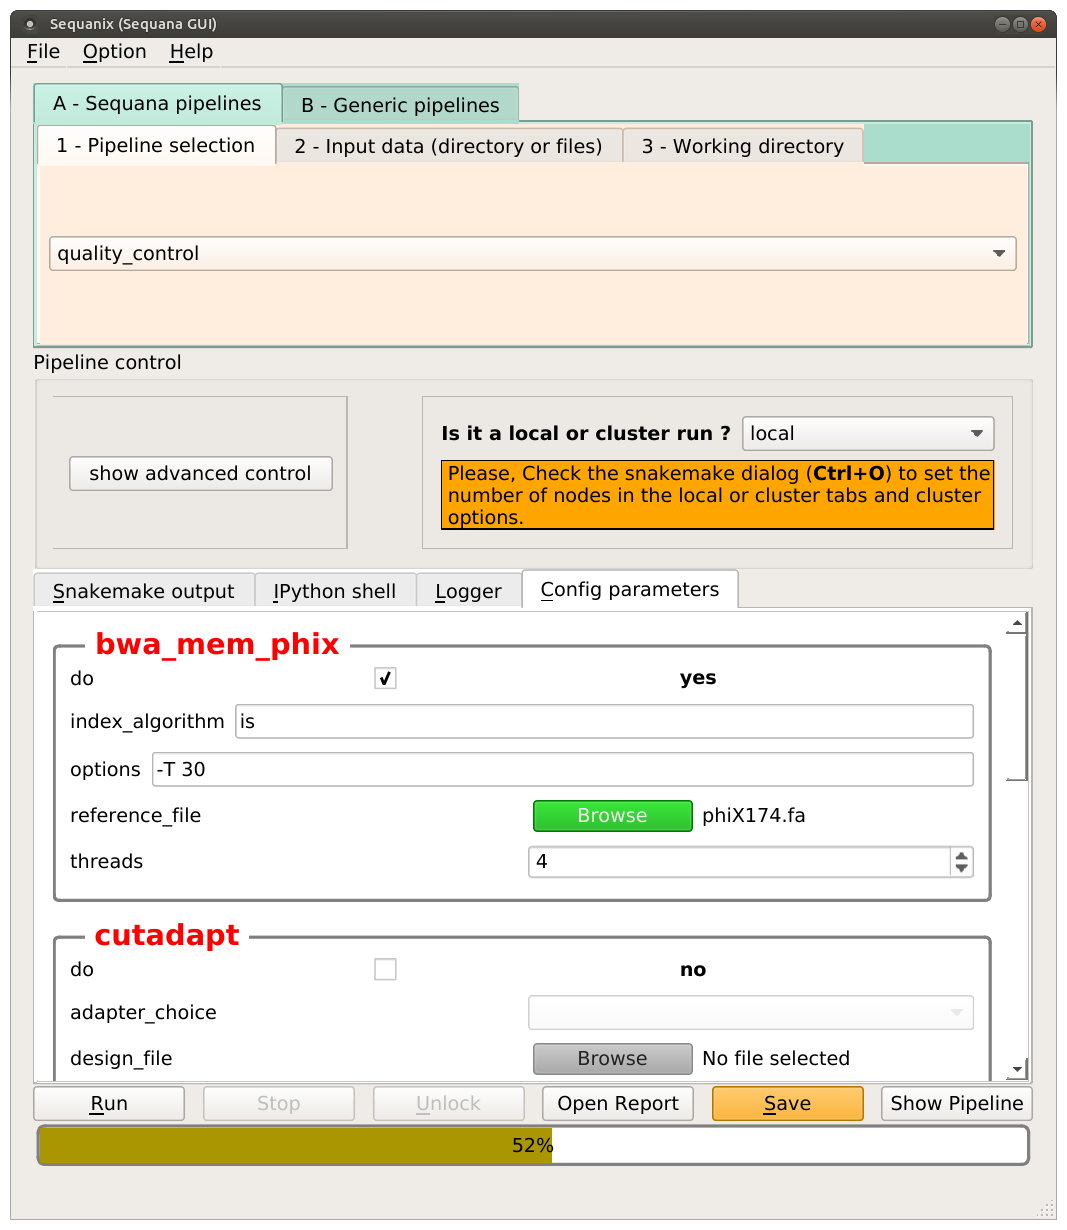 Sequanix (Sequana GUI)
File Option Help
A - Sequana pipelines B - Generic pipelines
1 - Pipeline selection 2 - Input data (directory or files) 3 - Working directory
quality_control
Pipeline control
show advanced control
Is it a local or cluster run ? local
Please, Check the snakemake dialog (Ctrl+O) to set the
number of nodes in the local or cluster tabs and cluster
options.
Snakemake output IPython shell Logger Config parameters
bwa_mem_phix
do yes
index_algorithm is
options -T 30
reference_file Browse phiX174.fa
threads 4
cutadapt
do no
adapter_choice
design_file Browse No file selected
Run Stop Unlock Open Report Save Show Pipeline
52%